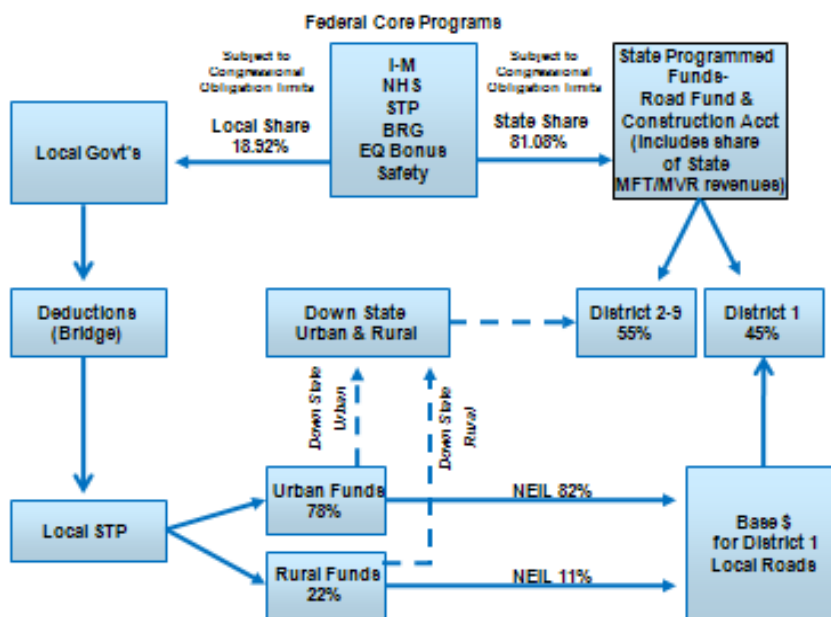 Federal Core Programs
Subject to
Congressional
Obligation limits
Local Share
18.92%
I-M
NHS
STP
BRG
EQ Bonus
Safety
Subject to
Congressional
Obligation limits
State Share
81.08%
State Programmed
Funds-
Road Fund &
Construction Acct
(Includes share
of State
MFT/MVR revenues)
Local Govt's
Deductions
(Bridge)
Down State
Urban & Rural
District 2-9
55%
District 1
45%
Down State
Urban
Down State
Rural
Local STP
Urban Funds
78%
NEIL 82%
Rural Funds
22%
NEIL 11%
Base $
for District 1
Local Roads